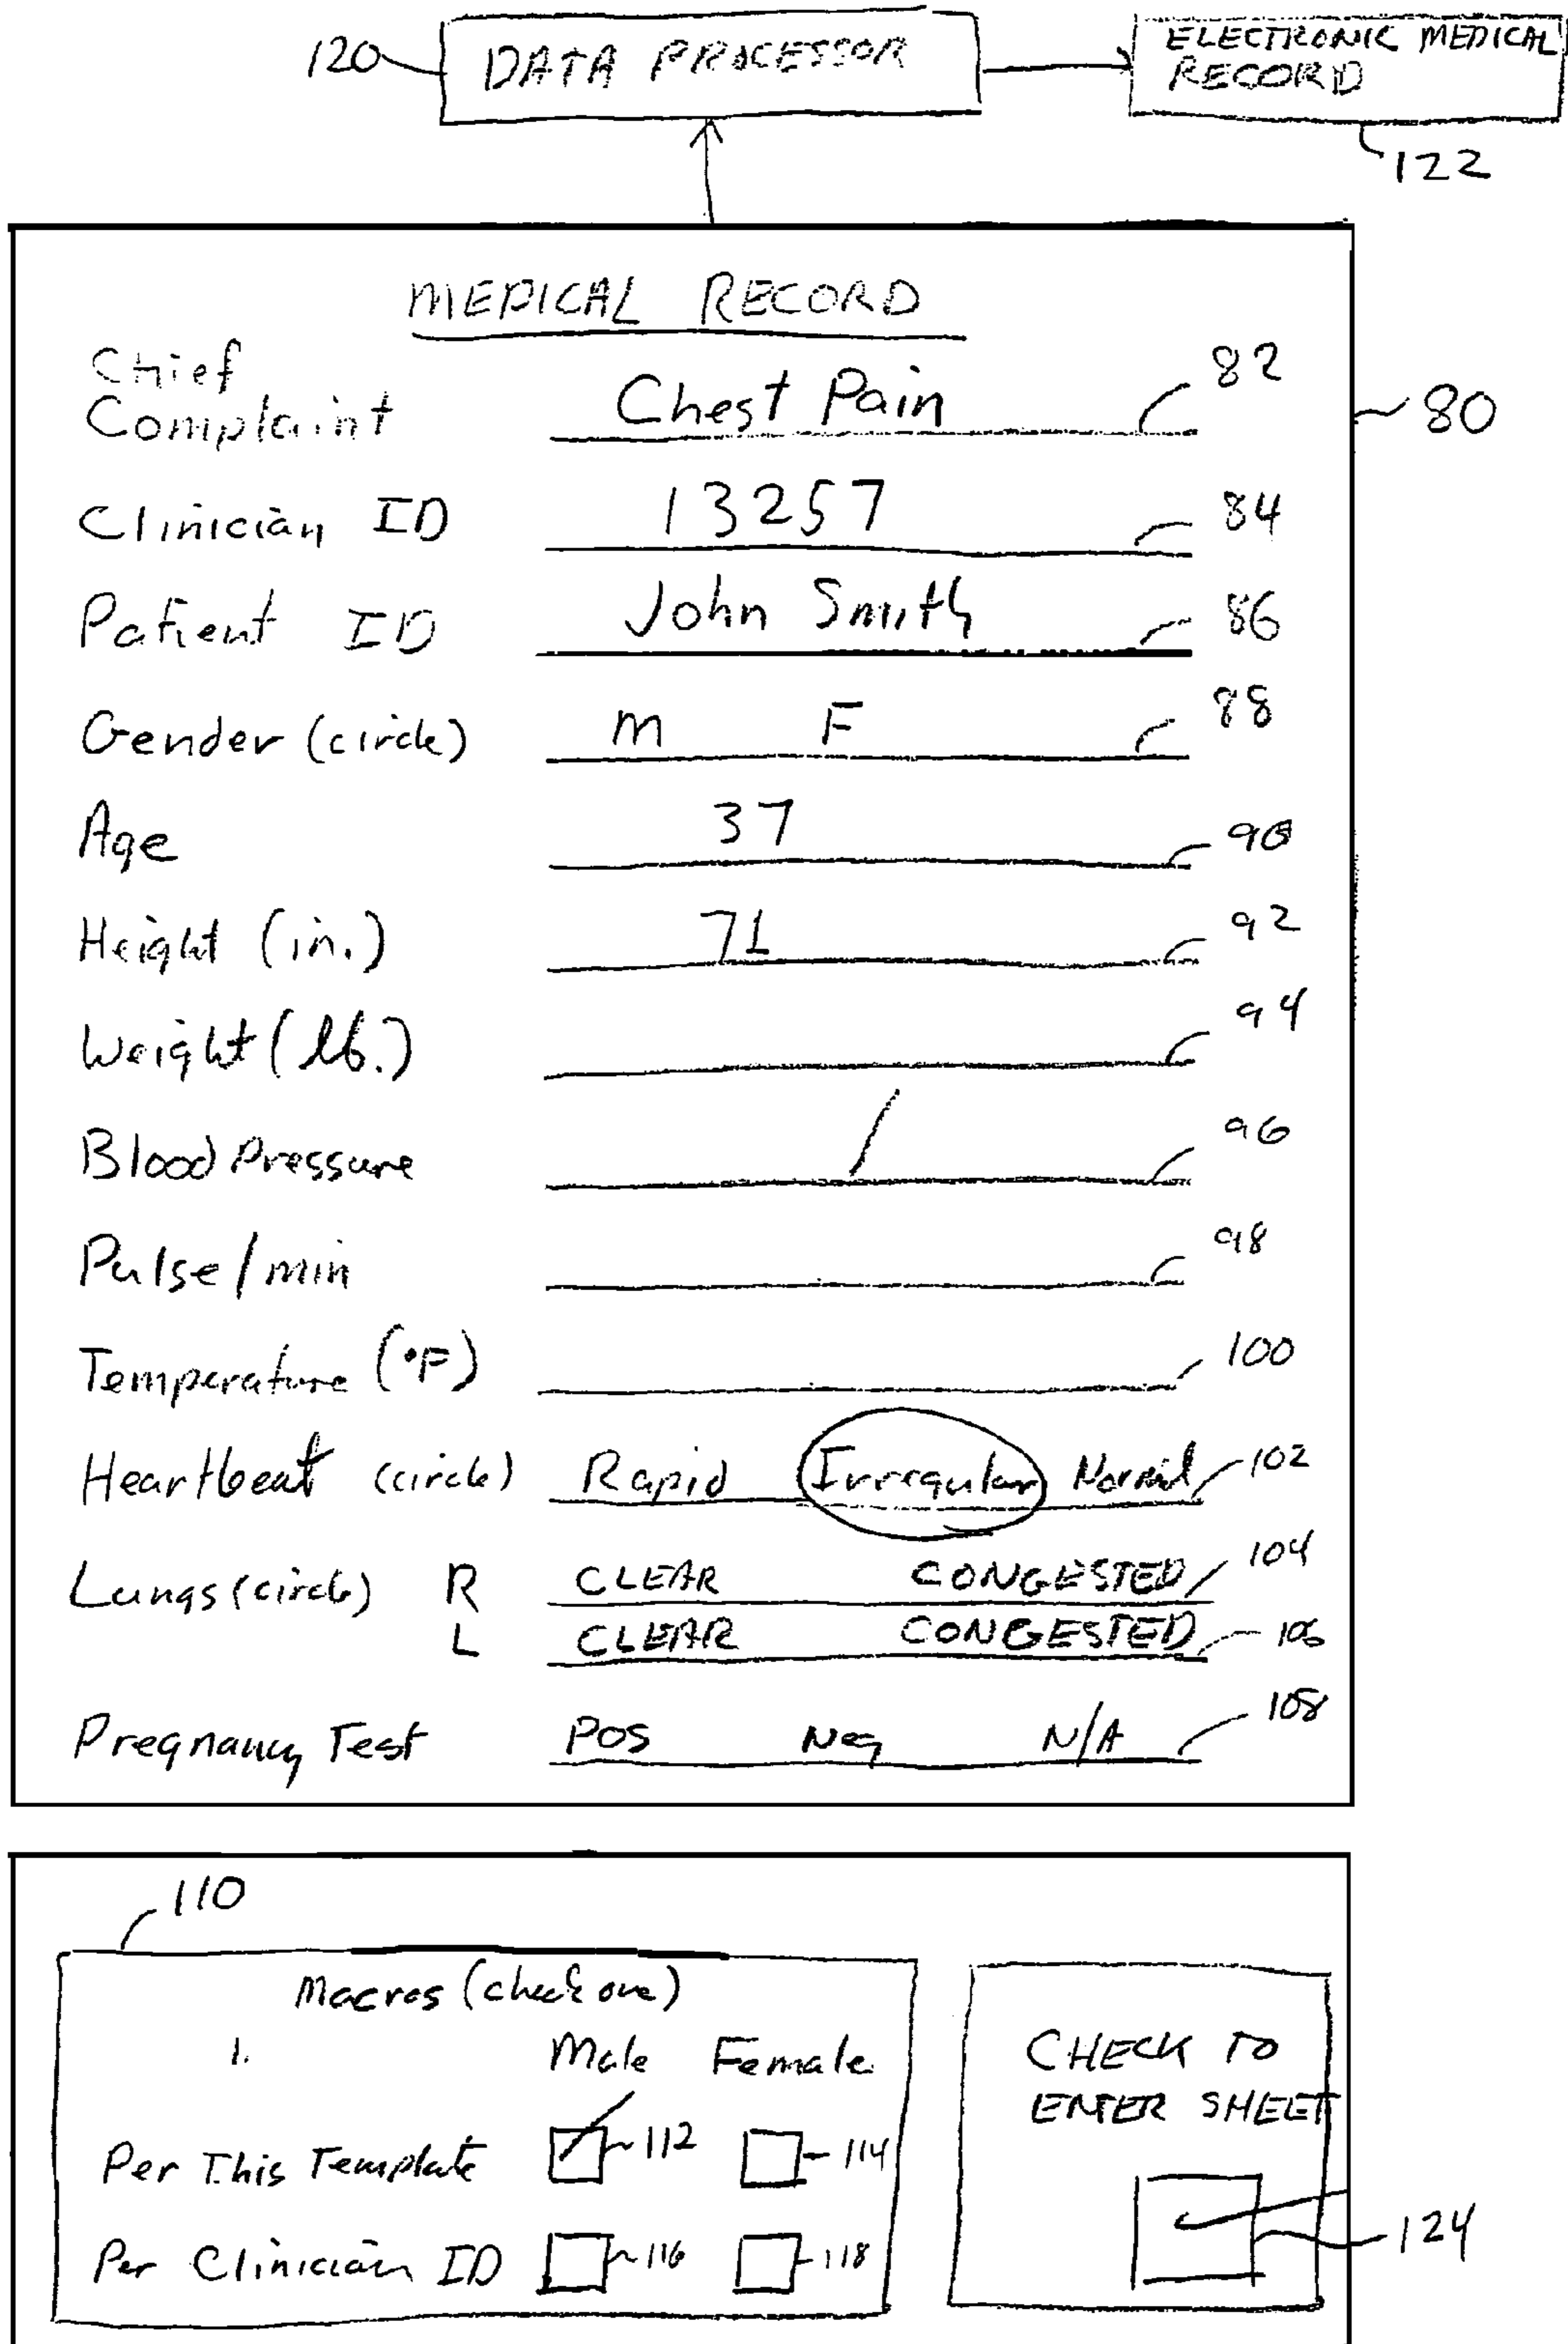 120 DATA PROCESSOR
ELECTRONIC MEDICAL
RECORD
122
MEDICAL RECORD
80
Chief
Complaint Chest Pain 82
Clinician ID 13257 84
Patient ID John Smith 86
Gender (circle) M F 88
Age 37 90
Height (in.) 71 92
Weight (lb.) 94
Blood Pressure / 96
Pulse/min 98
Temperature (°F) 100
Heartbeat (circle) Rapid Irregular Normal 102
Lungs (circle) R CLEAR CONGESTED 104
L CLEAR CONGESTED 106
Pregnancy Test POS Neg N/A 108
110
Macros (check one)
1. Male Female
Per This Template 112 114
Per Clinician ID 116 118
CHECK TO
ENTER SHEET
124